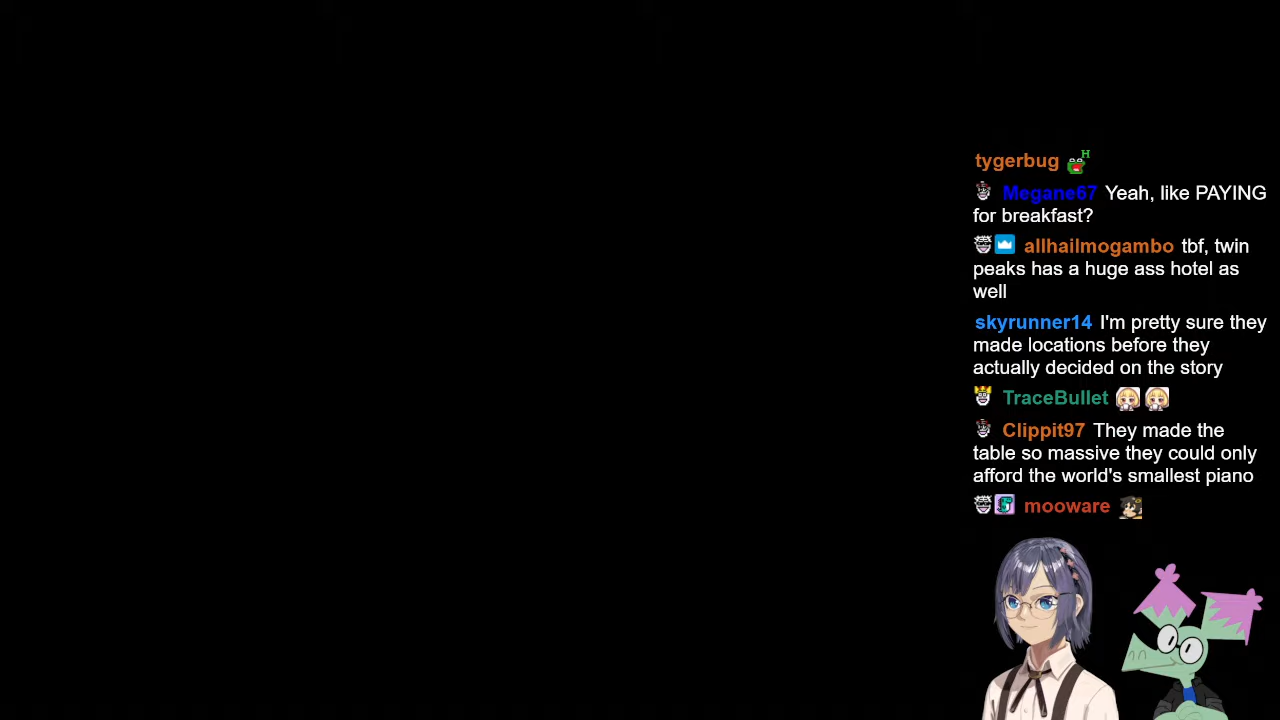 tygerbug
Megane67 Yeah, like PAYING
for breakfast?
allhailmogambo tbf, twin
peaks has a huge ass hotel as
well
skyrunner14 I'm pretty sure they
made locations before they
actually decided on the story
TraceBullet
Clippit97 They made the
table so massive they could only
afford the world's smallest piano
mooware